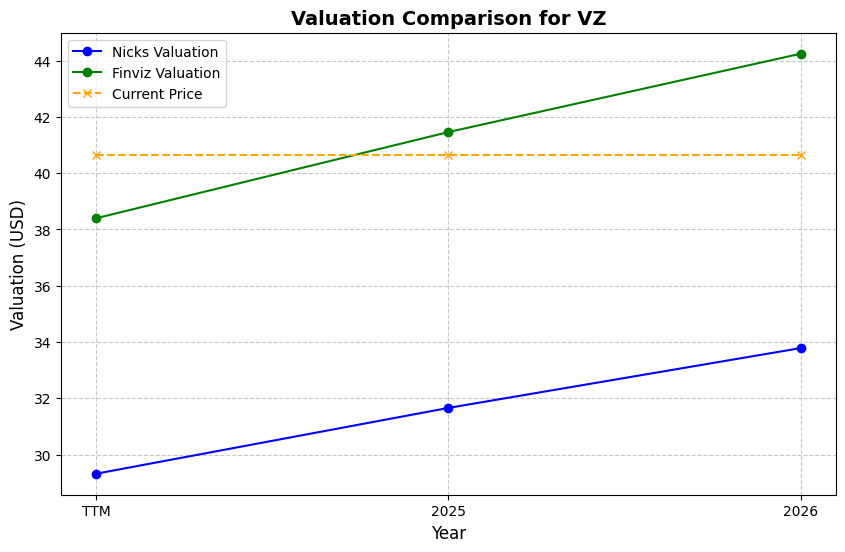 Valuation Comparison for VZ
Nicks Valuation
Finviz Valuation
Current Price
Valuation (USD)
44
42
40
38
36
34
32
30
TTM
2025
2026
Year